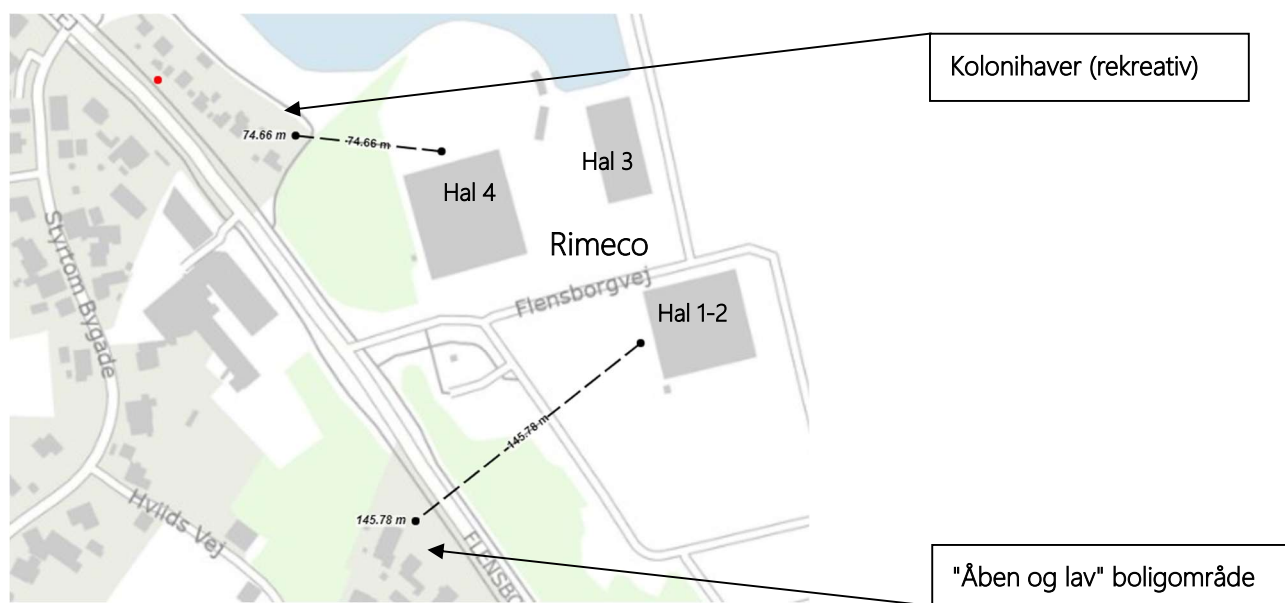 Kolonihaver (rekreativ)
74.66 m
74.66 m
Hal 3
Hal 4
Rimeco
Styrtom Bygade
Flensborgvej
Hal 1-2
145.78 m
145.78 m
Hvilds Vej
FLENSBO
"Åben og lav" boligområde